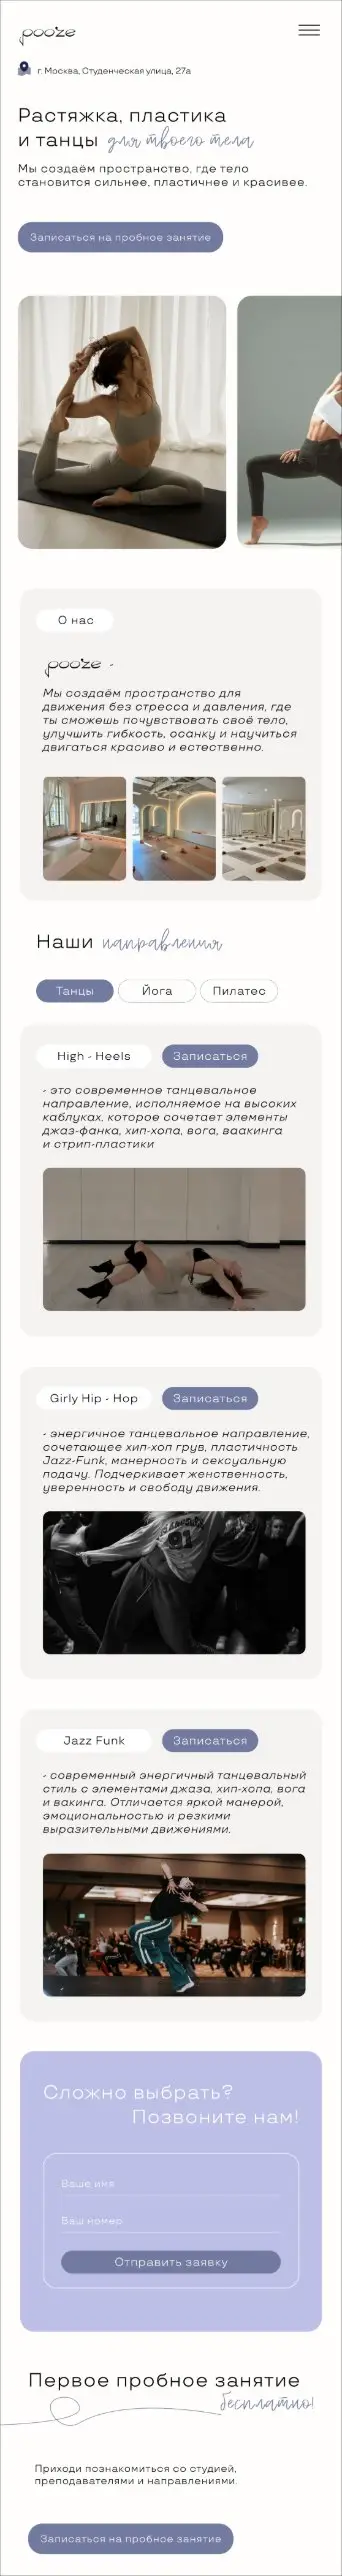 pooze
г. Москва, Студенческая улица, 27а
Растяжка, пластика
и танцы для твоего тела
Мы создаём пространство, где тело
становится сильнее, пластичнее и красивее.
Записаться на пробное занятие
О нас
pooze -
Мы создаём пространство для
движения без стресса и давления, где
ты сможешь почувствовать своё тело,
улучшить гибкость, осанку и научиться
двигаться красиво и естественно.
Наши направления
Танцы Йога Пилатес
High - Heels Записаться
- это современное танцевальное
направление, исполняемое на высоких
каблуках, которое сочетает элементы
джаз-фанка, хип-хопа, вога, ваакинга
и стрип-пластики
Girly Hip - Hop Записаться
- энергичное танцевальное направление,
сочетающее хип-хоп грув, пластичность
Jazz-Funk, манерность и сексуальную
подачу. Подчеркивает женственность,
уверенность и свободу движения.
Jazz Funk Записаться
- современный энергичный танцевальный
стиль с элементами джаза, хип-хопа, вога
и вакинга. Отличается яркой манерой,
эмоциональностью и резкими
выразительными движениями.
Сложно выбрать?
Позвоните нам!
Ваше имя
Ваш номер
Отправить заявку
Первое пробное занятие
бесплатно!
Приходи познакомиться со студией,
преподавателями и направлениями.
Записаться на пробное занятие